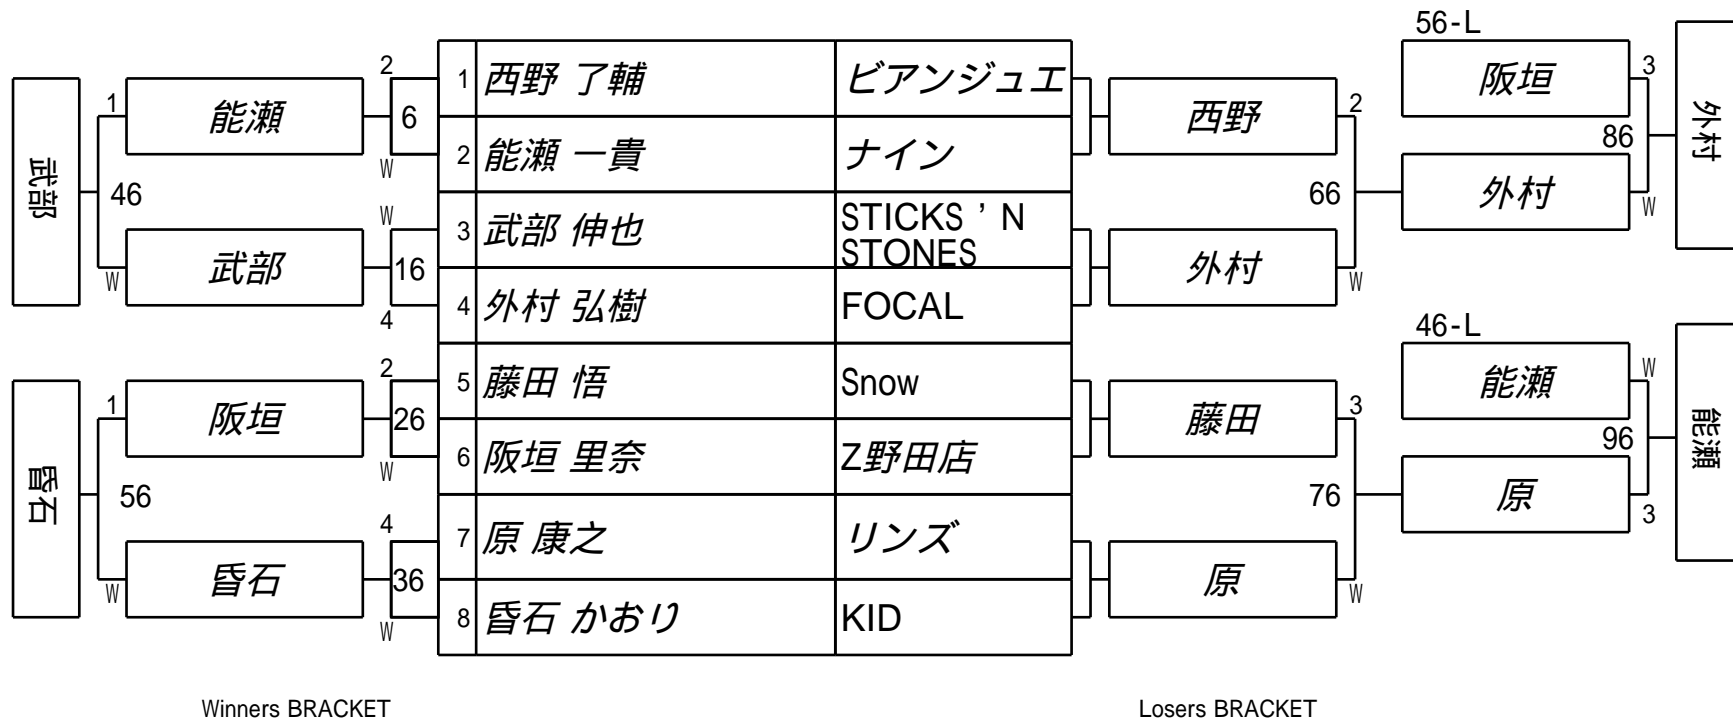 56-L
2 1 西野 了輔 ビアンジュエ 阪垣 3
1 能瀬 6 西野 2 外村
W 2 能瀬 一貴 ナイン 86
武部 46 66 外村 W
W 3 武部 伸也 STICKS ' N
STONES
W 武部 16 外村 W
4 4 外村 弘樹 FOCAL
46-L
2 5 藤田 悟 Snow 能瀬 W
1 阪垣 26 藤田 3 能瀬
W 6 阪垣 里奈 Z野田店 96
昏石 56 76 原 3
4 7 原 康之 リンズ
W 昏石 36 原 W
W 8 昏石 かおり KID
Winners BRACKET Losers BRACKET